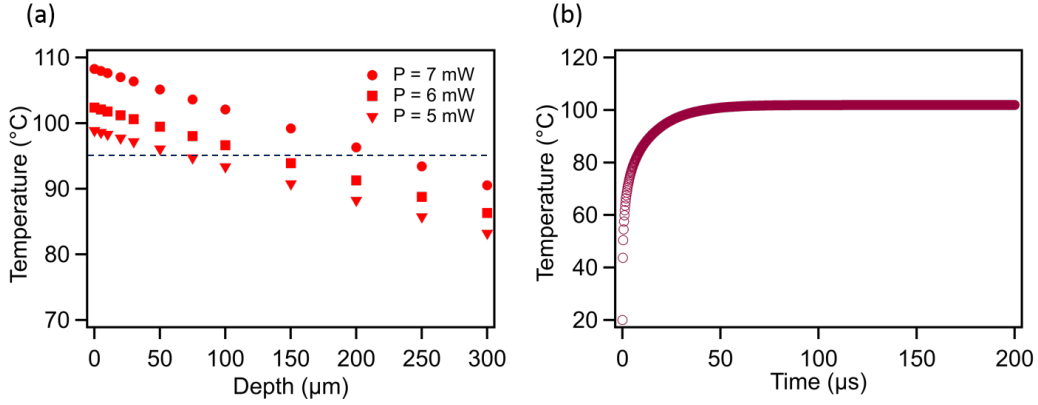 (a)
110
100
90
80
70
Temperature (°C)
P = 7 mW
P = 6 mW
P = 5 mW
0 50 100 150 200 250 300
Depth (µm)
(b)
120
100
80
60
40
20
Temperature (°C)
0 50 100 150 200
Time (µs)